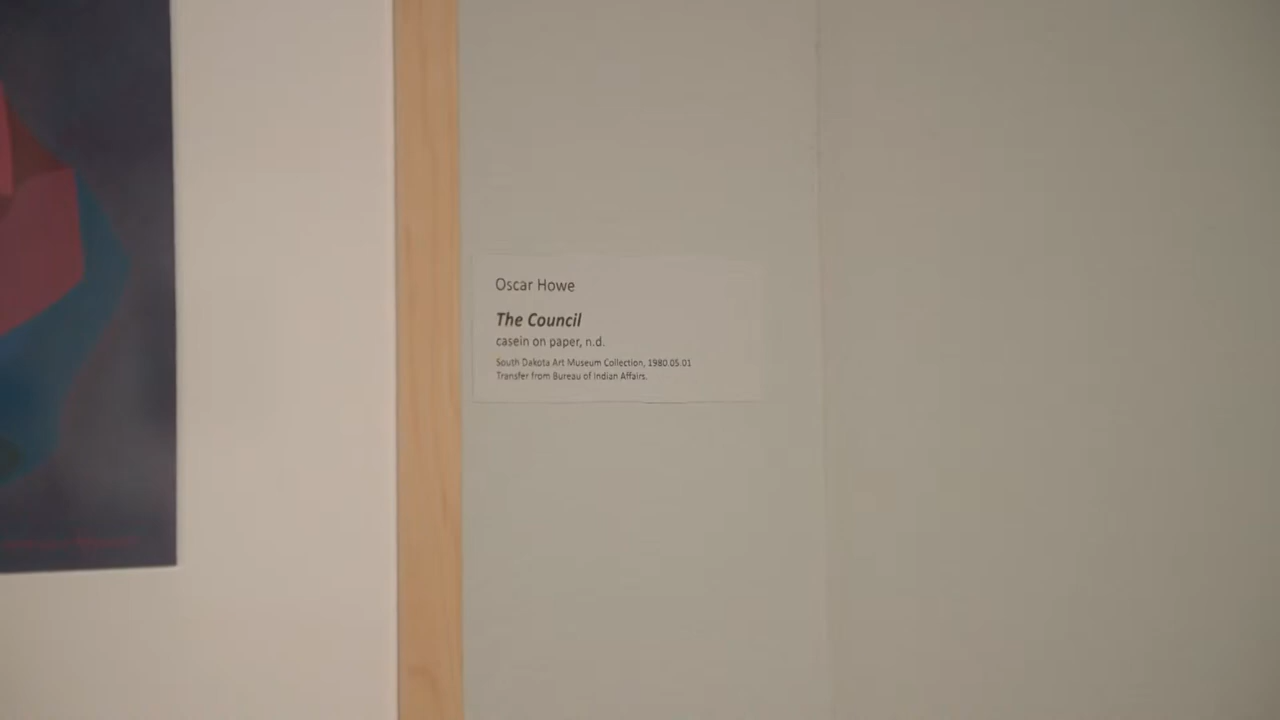 Oscar Howe
The Council
casein on paper, n.d.
South Dakota Art Museum Collection, 1980.05.01
Transfer from Bureau of Indian Affairs.